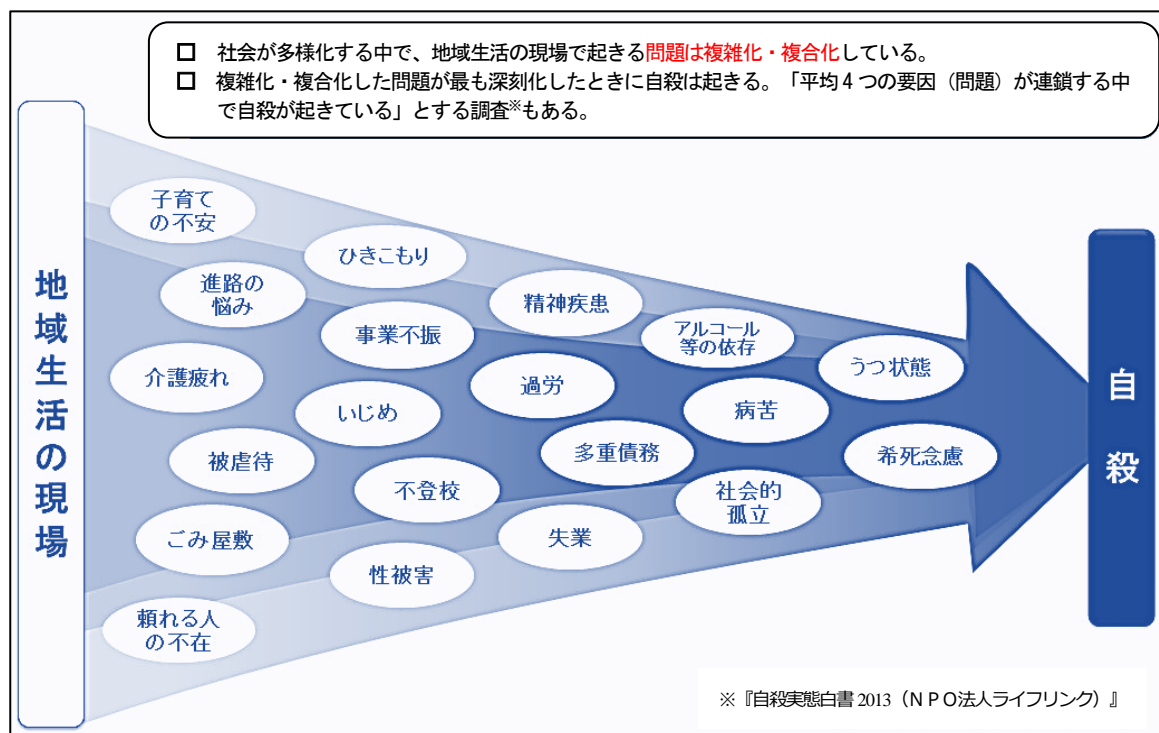 □ 社会が多様化する中で、地域生活の現場で起きる問題は複雑化・複合化している。
□ 複雑化・複合化した問題が最も深刻化したときに自殺は起きる。「平均4つの要因（問題）が連鎖する中
で自殺が起きている」とする調査※もある。
地域生活の現場
子育て
の不安
ひきこもり
進路の
悩み
精神疾患
事業不振
アルコール
等の依存
うつ状態
介護疲れ
過労
いじめ
病苦
被虐待
多重債務
希死念慮
不登校
社会的
孤立
ごみ屋敷
失業
性被害
頼れる人
の不在
自殺
※『自殺実態白書2013（ＮＰＯ法人ライフリンク）』